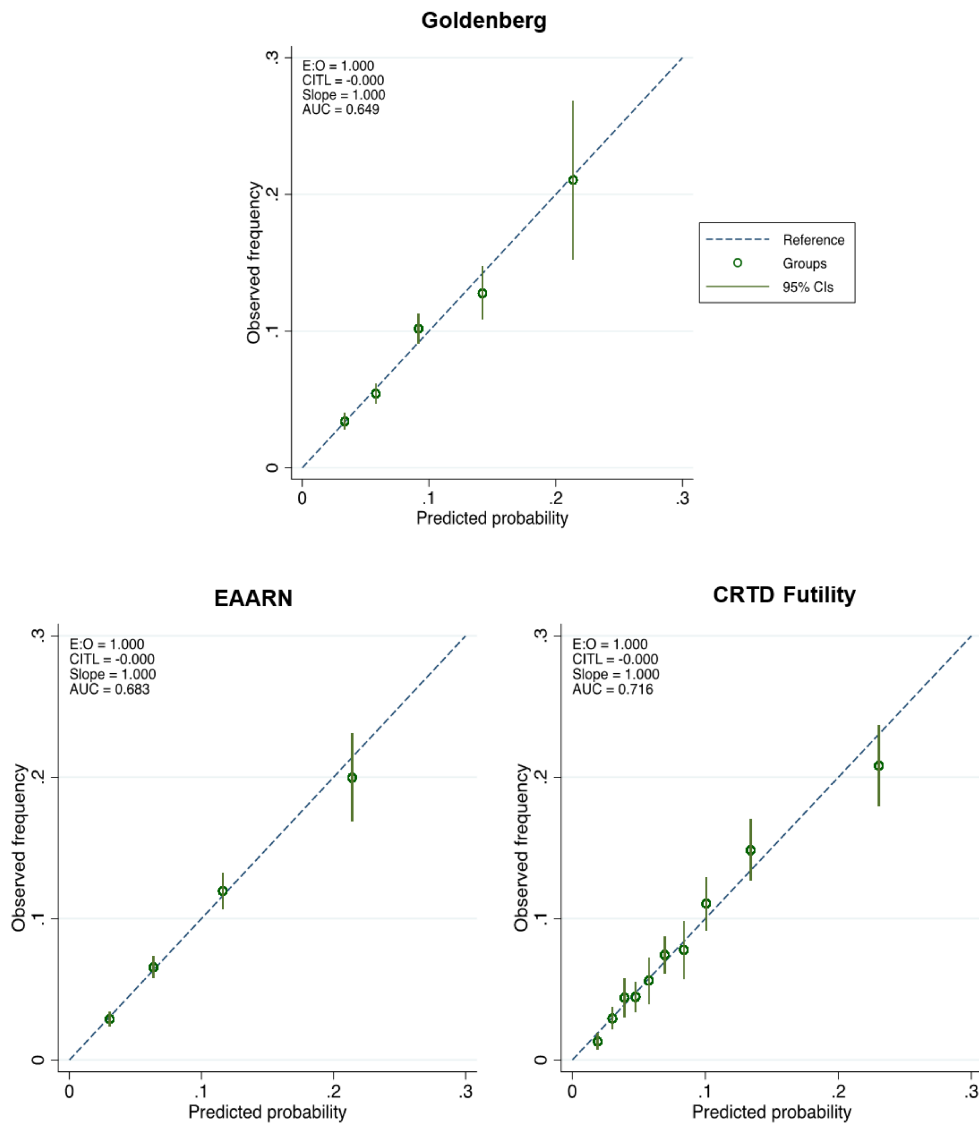 Goldenberg
E:O = 1.000
CITL = -0.000
Slope = 1.000
AUC = 0.649
Observed frequency
.3
.2
.1
0
0 .1 .2 .3
Predicted probability
Reference
Groups
95% CIs
EAARN
E:O = 1.000
CITL = -0.000
Slope = 1.000
AUC = 0.683
Observed frequency
.3
.2
.1
0
0 .1 .2 .3
Predicted probability
CRTD Futility
E:O = 1.000
CITL = -0.000
Slope = 1.000
AUC = 0.716
Observed frequency
.3
.2
.1
0
0 .1 .2 .3
Predicted probability